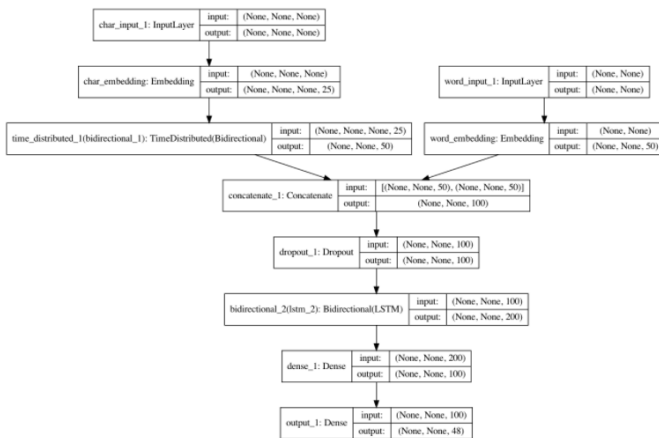 char_input_1: InputLayer input: (None, None, None)
output: (None, None, None)
char_embedding: Embedding input: (None, None, None)
output: (None, None, None, 25)
word_input_1: InputLayer input: (None, None)
output: (None, None)
time_distributed_1(bidirectional_1): TimeDistributed(Bidirectional) input: (None, None, None, 25)
output: (None, None, 50)
word_embedding: Embedding input: (None, None)
output: (None, None, 50)
concatenate_1: Concatenate input: [(None, None, 50), (None, None, 50)]
output: (None, None, 100)
dropout_1: Dropout input: (None, None, 100)
output: (None, None, 100)
bidirectional_2(lstm_2): Bidirectional(LSTM) input: (None, None, 100)
output: (None, None, 200)
dense_1: Dense input: (None, None, 200)
output: (None, None, 100)
output_1: Dense input: (None, None, 100)
output: (None, None, 48)